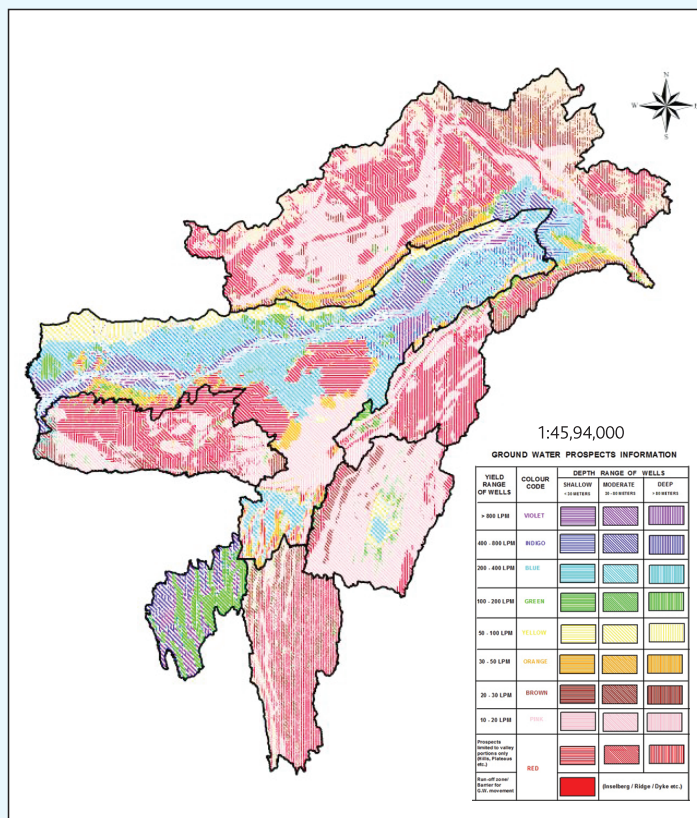 N
W
E
S
1:45,94,000
GROUND WATER PROSPECTS INFORMATION
YIELD RANGE OF WELLS
COLOUR CODE
DEPTH RANGE OF WELLS
SHALLOW
MODERATE
DEEP
> 800 LPM VIOLET
400 - 800 LPM INDIGO
200 - 400 LPM BLUE
100 - 200 LPM GREEN
50 - 100 LPM YELLOW
30 - 50 LPM ORANGE
20 - 30 LPM BROWN
10 - 20 LPM PINK
Prospects
limited to valley
portions only
(Hills, Plateaus
etc.)
RED
Run-off zone/
Barrier for
G.W. movement
(Inselberg / Ridge / Dyke etc.)